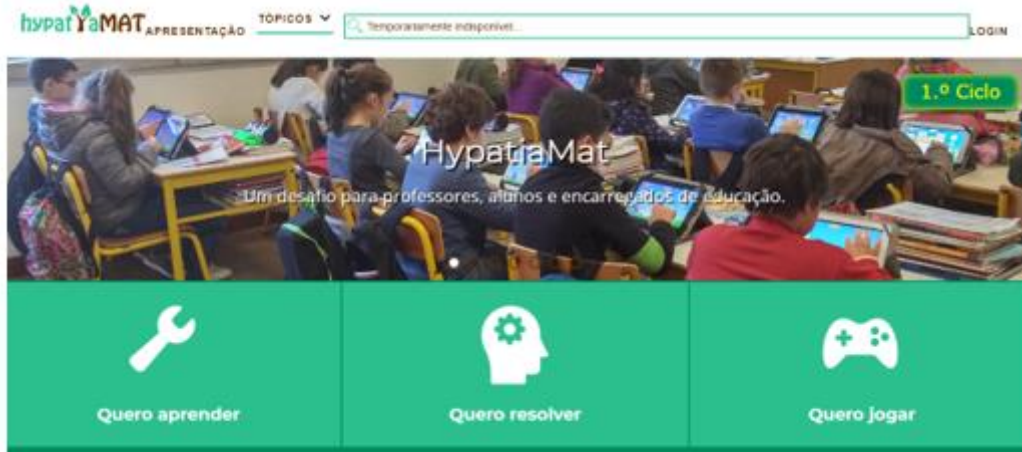 hypatiaMAT
APRESENTAÇÃO
TÓPICOS
Temporariamente indisponível...
LOGIN
1.º Ciclo
HypatiaMat
Um desafio para professores, alunos e encarregados de educação.
Quero aprender
Quero resolver
Quero jogar